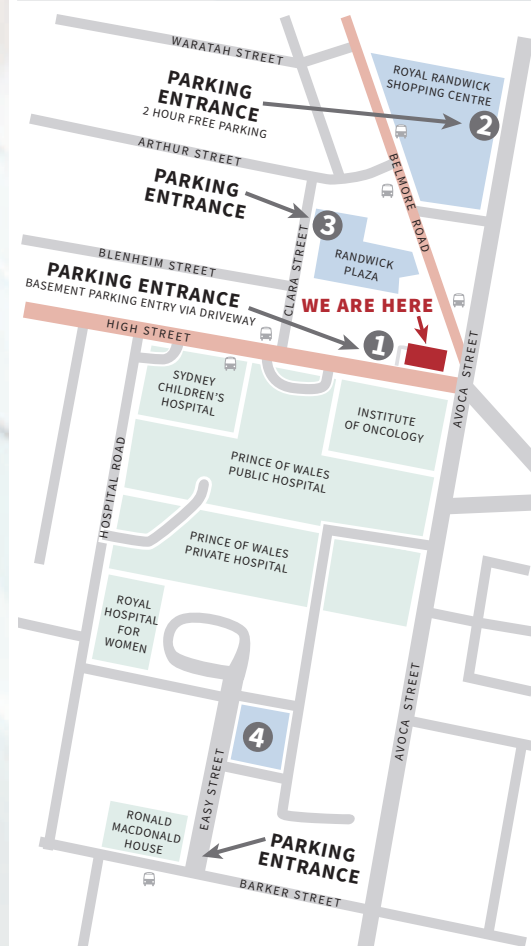 WARATAH STREET
ROYAL RANDWICK
SHOPPING CENTRE
PARKING
ENTRANCE
2 HOUR FREE PARKING
2
ARTHUR STREET
BELMORE ROAD
PARKING
ENTRANCE
3
CLARA STREET
RANDWICK
PLAZA
BLENHEIM STREET
PARKING ENTRANCE
BASEMENT PARKING ENTRY VIA DRIVEWAY
WE ARE HERE
HIGH STREET
1
AVOCA STREET
SYDNEY
CHILDREN'S
HOSPITAL
INSTITUTE
OF ONCOLOGY
HOSPITAL ROAD
PRINCE OF WALES
PUBLIC HOSPITAL
PRINCE OF WALES
PRIVATE HOSPITAL
ROYAL
HOSPITAL
FOR
WOMEN
AVOCA STREET
4
EASY STREET
RONALD
MACDONALD
HOUSE
PARKING
ENTRANCE
BARKER STREET